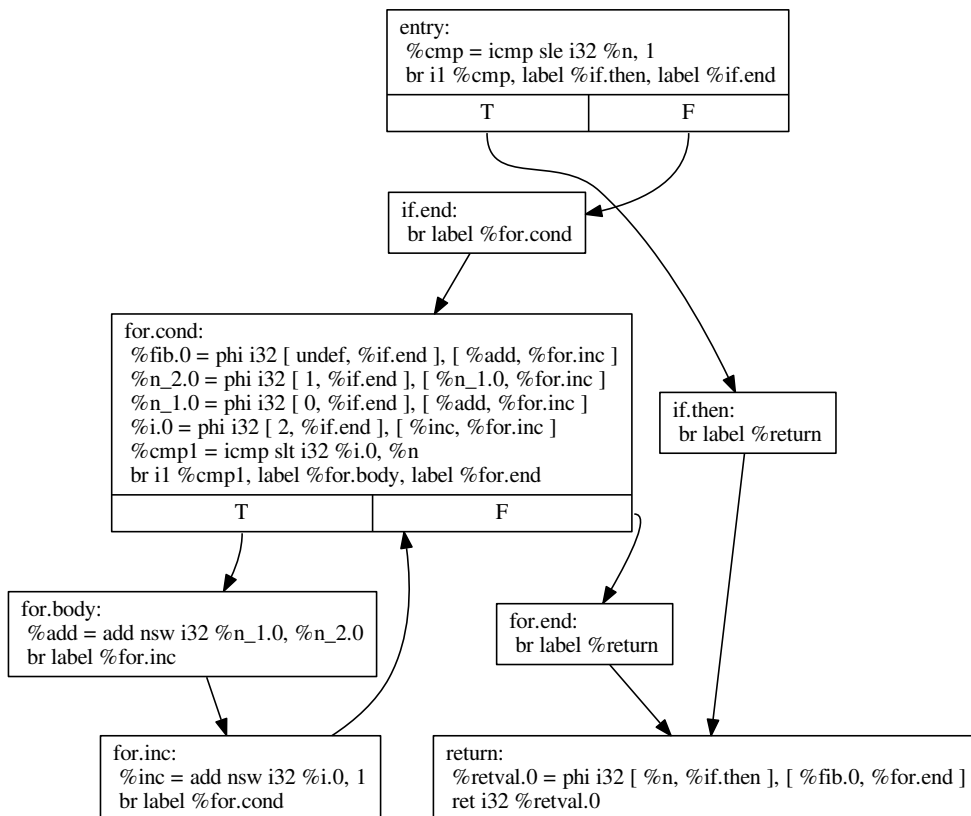 entry:
%cmp = icmp sle i32 %n, 1
br i1 %cmp, label %if.then, label %if.end
T F
if.end:
br label %for.cond
for.cond:
%fib.0 = phi i32 [ undef, %if.end ], [ %add, %for.inc ]
%n_2.0 = phi i32 [ 1, %if.end ], [ %n_1.0, %for.inc ]
%n_1.0 = phi i32 [ 0, %if.end ], [ %add, %for.inc ]
%i.0 = phi i32 [ 2, %if.end ], [ %inc, %for.inc ]
%cmp1 = icmp slt i32 %i.0, %n
br i1 %cmp1, label %for.body, label %for.end
T F
if.then:
br label %return
for.body:
%add = add nsw i32 %n_1.0, %n_2.0
br label %for.inc
for.end:
br label %return
for.inc:
%inc = add nsw i32 %i.0, 1
br label %for.cond
return:
%retval.0 = phi i32 [ %n, %if.then ], [ %fib.0, %for.end ]
ret i32 %retval.0